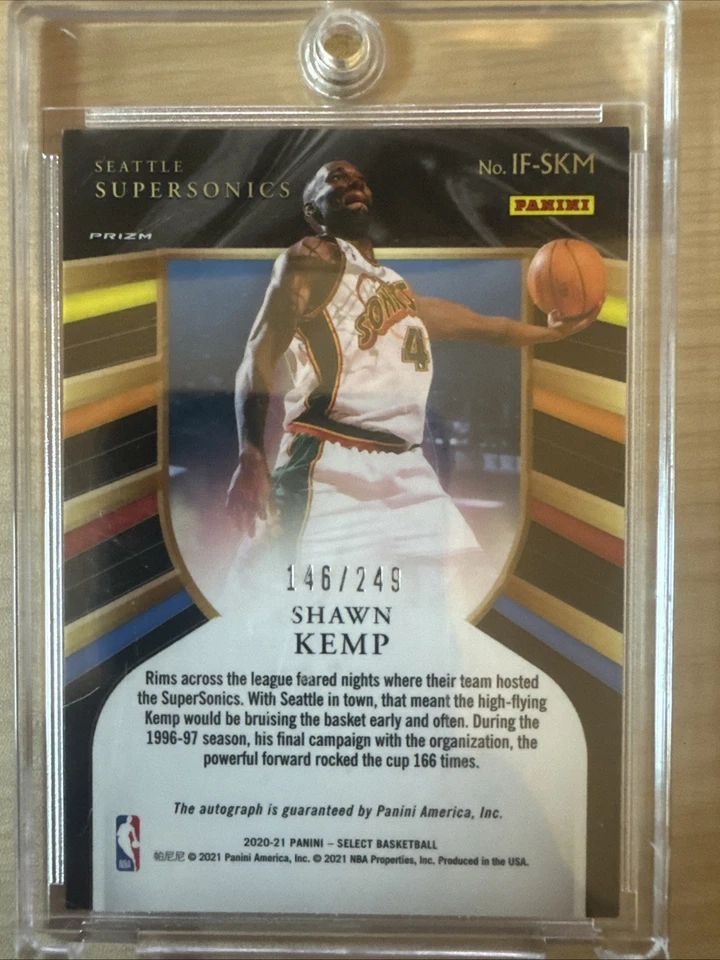 SEATTLE
SUPERSONICS
No. IF-SKM
PANINI
PRIZM
SONICS
4
146/249
SHAWN
KEMP
Rims across the league feared nights where their team hosted
the SuperSonics. With Seattle in town, that meant the high-flying
Kemp would be bruising the basket early and often. During the
1996-97 season, his final campaign with the organization, the
powerful forward rocked the cup 166 times.
The autograph is guaranteed by Panini America, Inc.
2020-21 PANINI – SELECT BASKETBALL
帕尼尼 © 2021 Panini America, Inc. © 2021 NBA Properties, Inc. Produced in the USA.
NBA